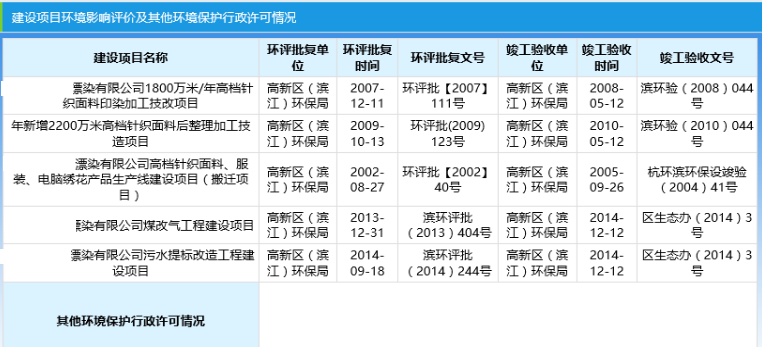 建设项目环境影响评价及其他环境保护行政许可情况
建设项目名称 环评批复单位 环评批复时间 环评批复文号 竣工验收单位 竣工验收时间 竣工验收文号
染有限公司1800万米/年高档针织面料印染加工技改项目 高新区（滨江）环保局 2007-12-11 环评批【2007】111号 高新区（滨江）环保局 2008-05-12 滨环验（2008）044号
年新增2200万米高档针织面料后整理加工技造项目 高新区（滨江）环保局 2009-10-13 环评批(2009)123号 高新区（滨江）环保局 2010-05-12 滨环验（2010）044号
染有限公司高档针织面料、服装、电脑绣花产品生产线建设项目（搬迁项目） 高新区（滨江）环保局 2002-08-27 环评批【2002】40号 高新区（滨江）环保局 2005-09-26 杭环滨环保设竣验（2004）41号
染有限公司煤改气工程建设项目 高新区（滨江）环保局 2013-12-31 滨环评批（2013）404号 高新区（滨江）环保局 2014-12-12 区生态办（2014）3号
染有限公司污水提标改造工程建设项目 高新区（滨江）环保局 2014-09-18 滨环评批（2014）244号 高新区（滨江）环保局 2014-12-12 区生态办（2014）3号
其他环境保护行政许可情况